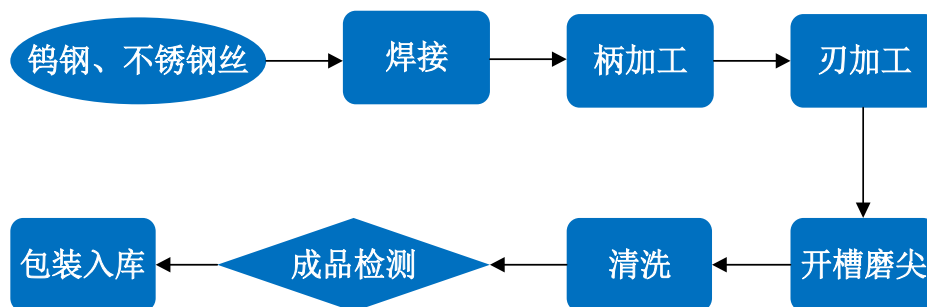 钨钢、不锈钢丝
焊接
柄加工
刃加工
开槽磨尖
清洗
成品检测
包装入库